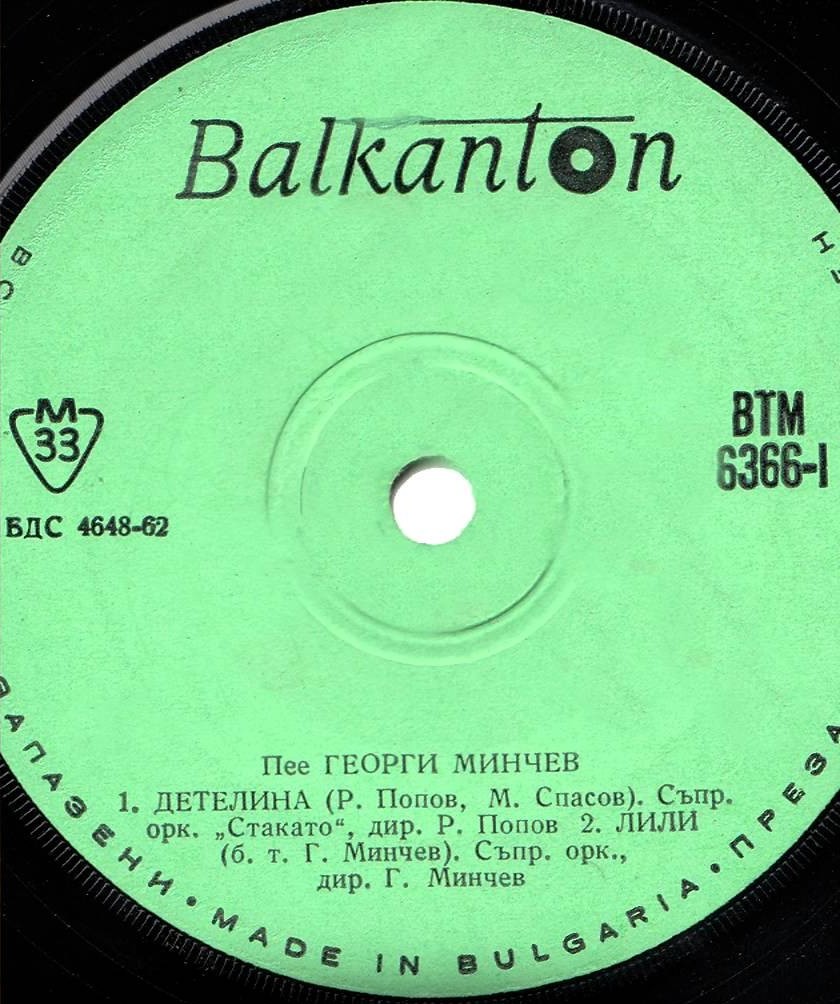 Balkanton
М
33
БДС 4648-62
ВТМ
6366-I
Пее ГЕОРГИ МИНЧЕВ
1. ДЕТЕЛИНА (Р. Попов, М. Спасов). Съпр.
орк. „Стакато“, дир. Р. Попов 2. ЛИЛИ
(б. т. Г. Минчев). Съпр. орк.,
дир. Г. Минчев
ЗАПАЗЕНИ • MADE IN BULGARIA •